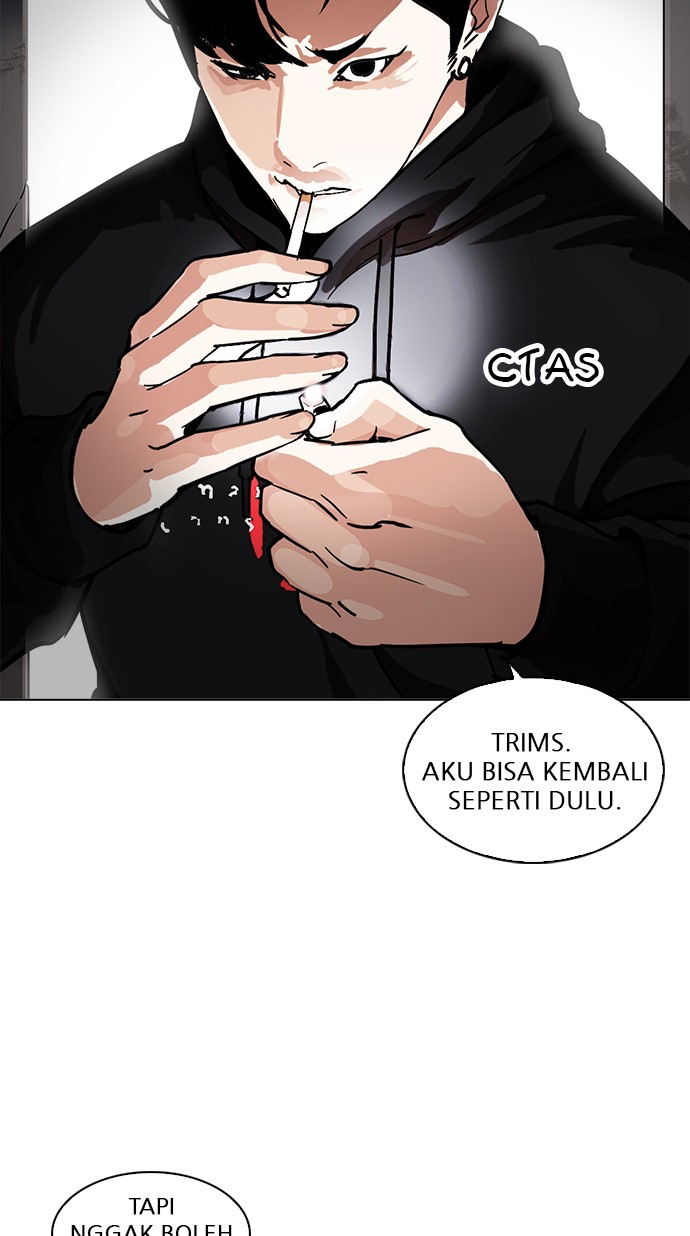 CTAS
TRIMS.
AKU BISA KEMBALI
SEPERTI DULU.
TAPI
NGGAK BOLEH